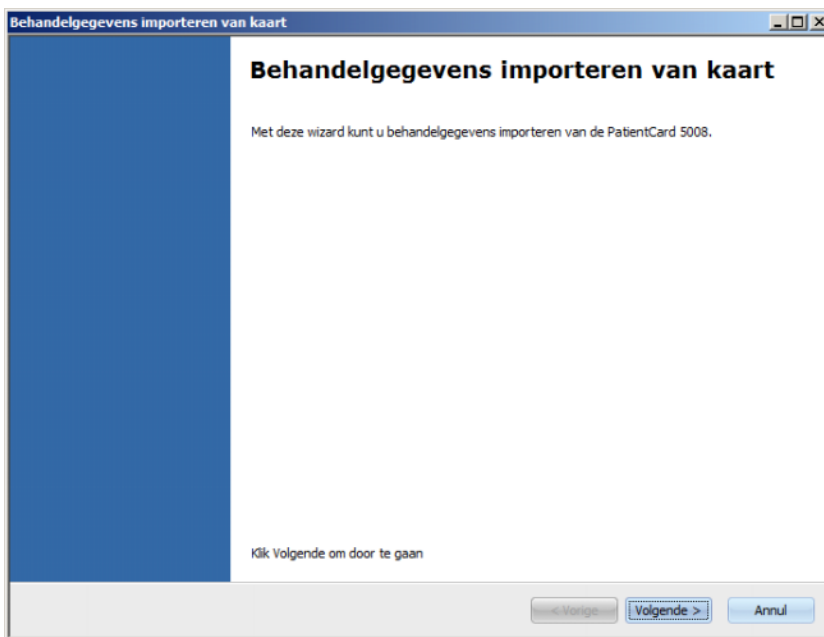 Behandelgegevens importeren van kaart
Behandelgegevens importeren van kaart
Met deze wizard kunt u behandelgegevens importeren van de PatientCard 5008.
Klik Volgende om door te gaan
< Vorige Volgende > Annul